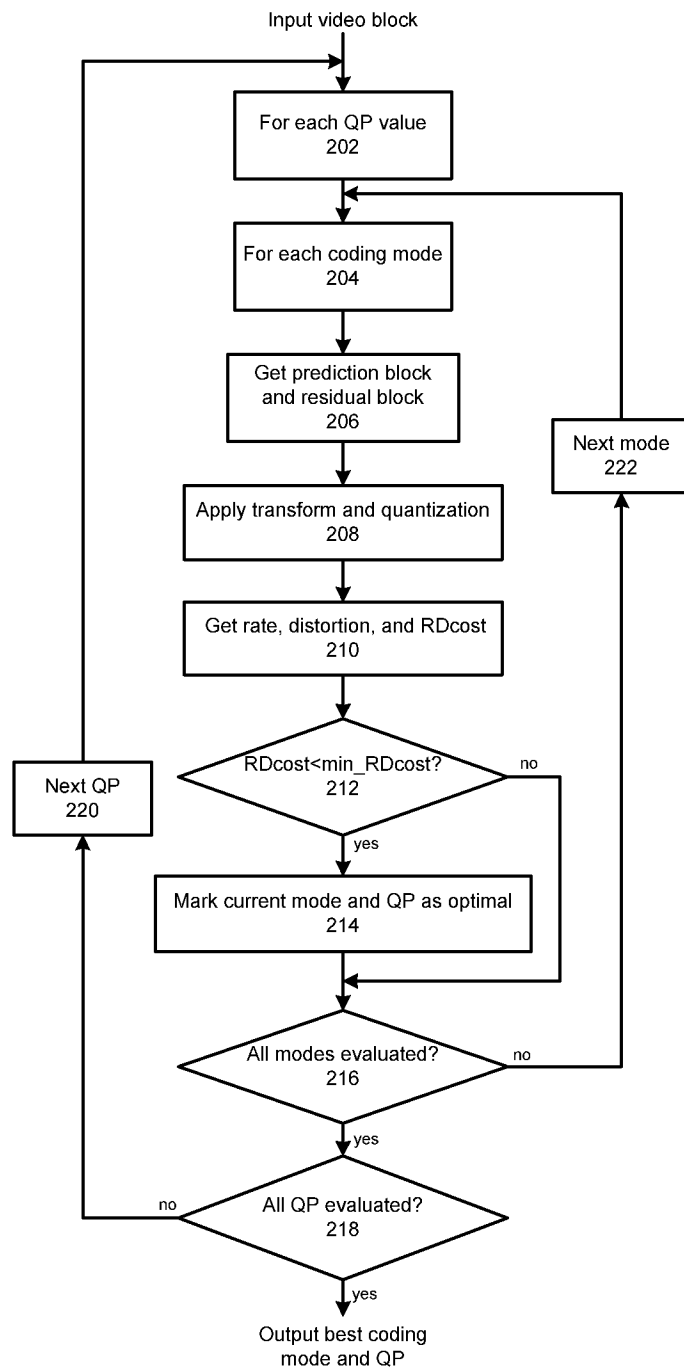 Input video block
For each QP value
202
For each coding mode
204
Get prediction block
and residual block
206
Next mode
222
Apply transform and quantization
208
Get rate, distortion, and RDcost
210
RDcost<min_RDcost?
212
no
Next QP
220
yes
Mark current mode and QP as optimal
214
All modes evaluated?
216
no
yes
no
All QP evaluated?
218
yes
Output best coding
mode and QP